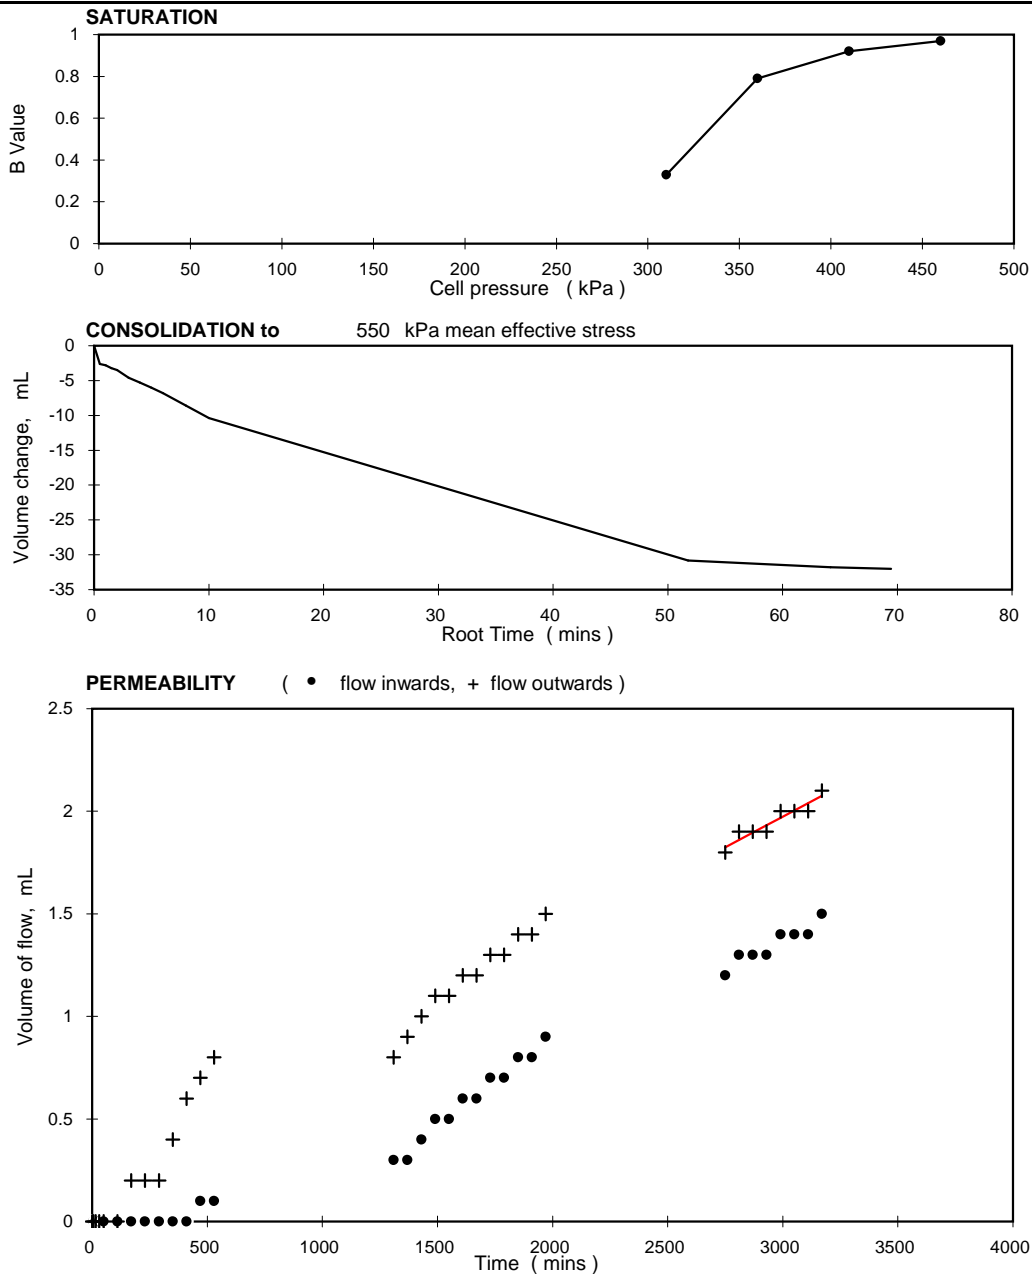 SATURATION
1
0.8
0.6
0.4
0.2
0
B Value
0 50 100 150 200 250 300 350 400 450 500
Cell pressure ( kPa )
CONSOLIDATION to 550 kPa mean effective stress
0
-5
-10
-15
-20
-25
-30
-35
Volume change, mL
0 10 20 30 40 50 60 70 80
Root Time ( mins )
PERMEABILITY ( • flow inwards, + flow outwards )
2.5
2
1.5
1
0.5
0
Volume of flow, mL
0 500 1000 1500 2000 2500 3000 3500 4000
Time ( mins )